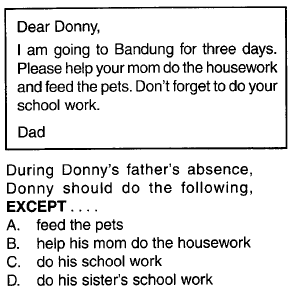 Dear Donny,
I am going to Bandung for three days.
Please help your mom do the housework
and feed the pets. Don't forget to do your
school work.
Dad
During Donny's father's absence,
Donny should do the following,
EXCEPT . . . .
A. feed the pets
B. help his mom do the housework
C. do his school work
D. do his sister's school work